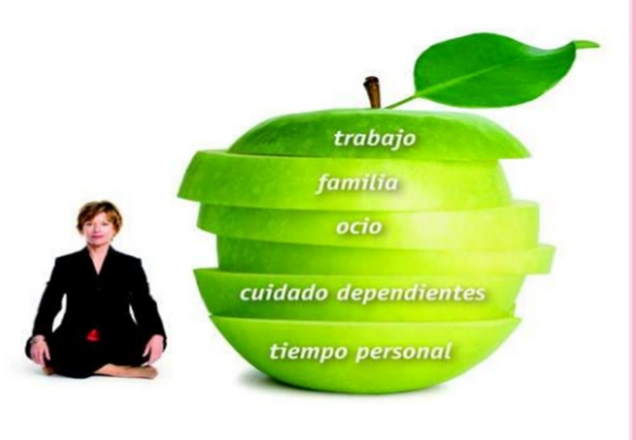 trabajo
familia
ocio
cuidado dependientes
tiempo personal